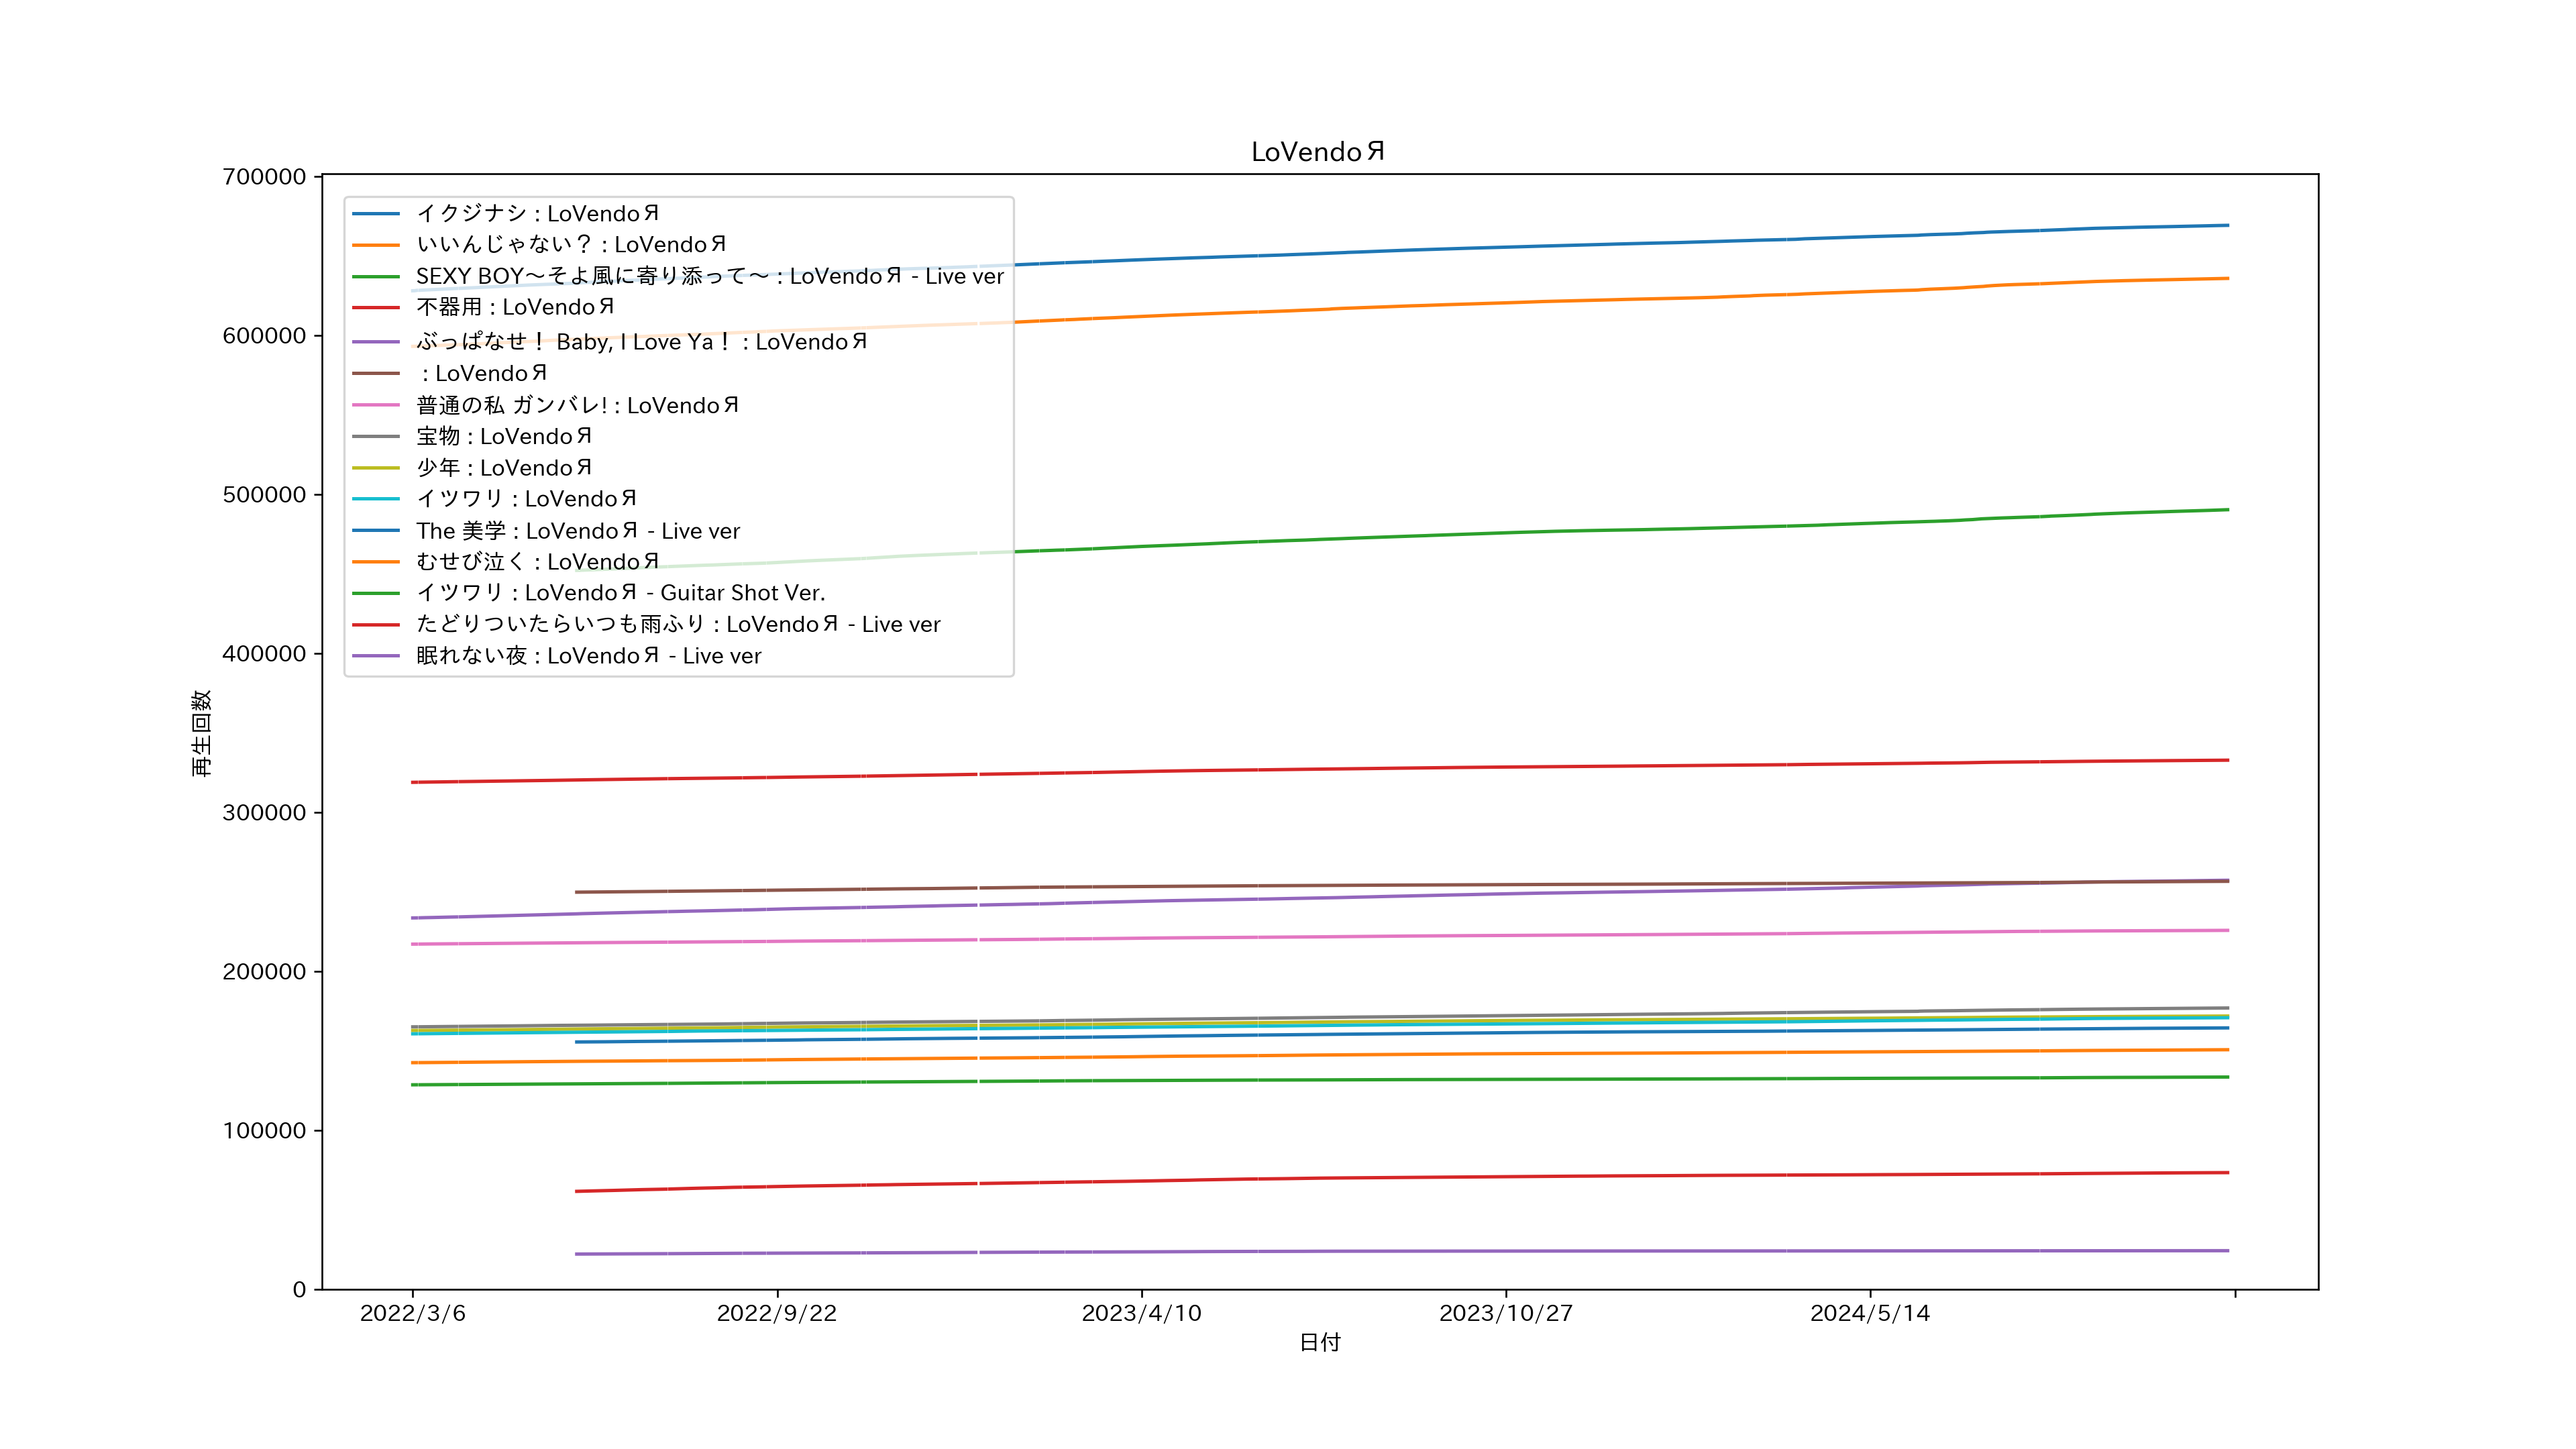 LoVendoЯ
700000
600000
500000
400000
300000
200000
100000
0
再生回数
イクジナシ : LoVendoЯ
いいんじゃない？ : LoVendoЯ
SEXY BOY～そよ風に寄り添って～ : LoVendoЯ - Live ver
不器用 : LoVendoЯ
ぶっぱなせ！ Baby, I Love Ya！ : LoVendoЯ
: LoVendoЯ
普通の私 ガンバレ! : LoVendoЯ
宝物 : LoVendoЯ
少年 : LoVendoЯ
イツワリ : LoVendoЯ
The 美学 : LoVendoЯ - Live ver
むせび泣く : LoVendoЯ
イツワリ : LoVendoЯ - Guitar Shot Ver.
たどりついたらいつも雨ふり : LoVendoЯ - Live ver
眠れない夜 : LoVendoЯ - Live ver
2022/3/6 2022/9/22 2023/4/10 2023/10/27 2024/5/14
日付